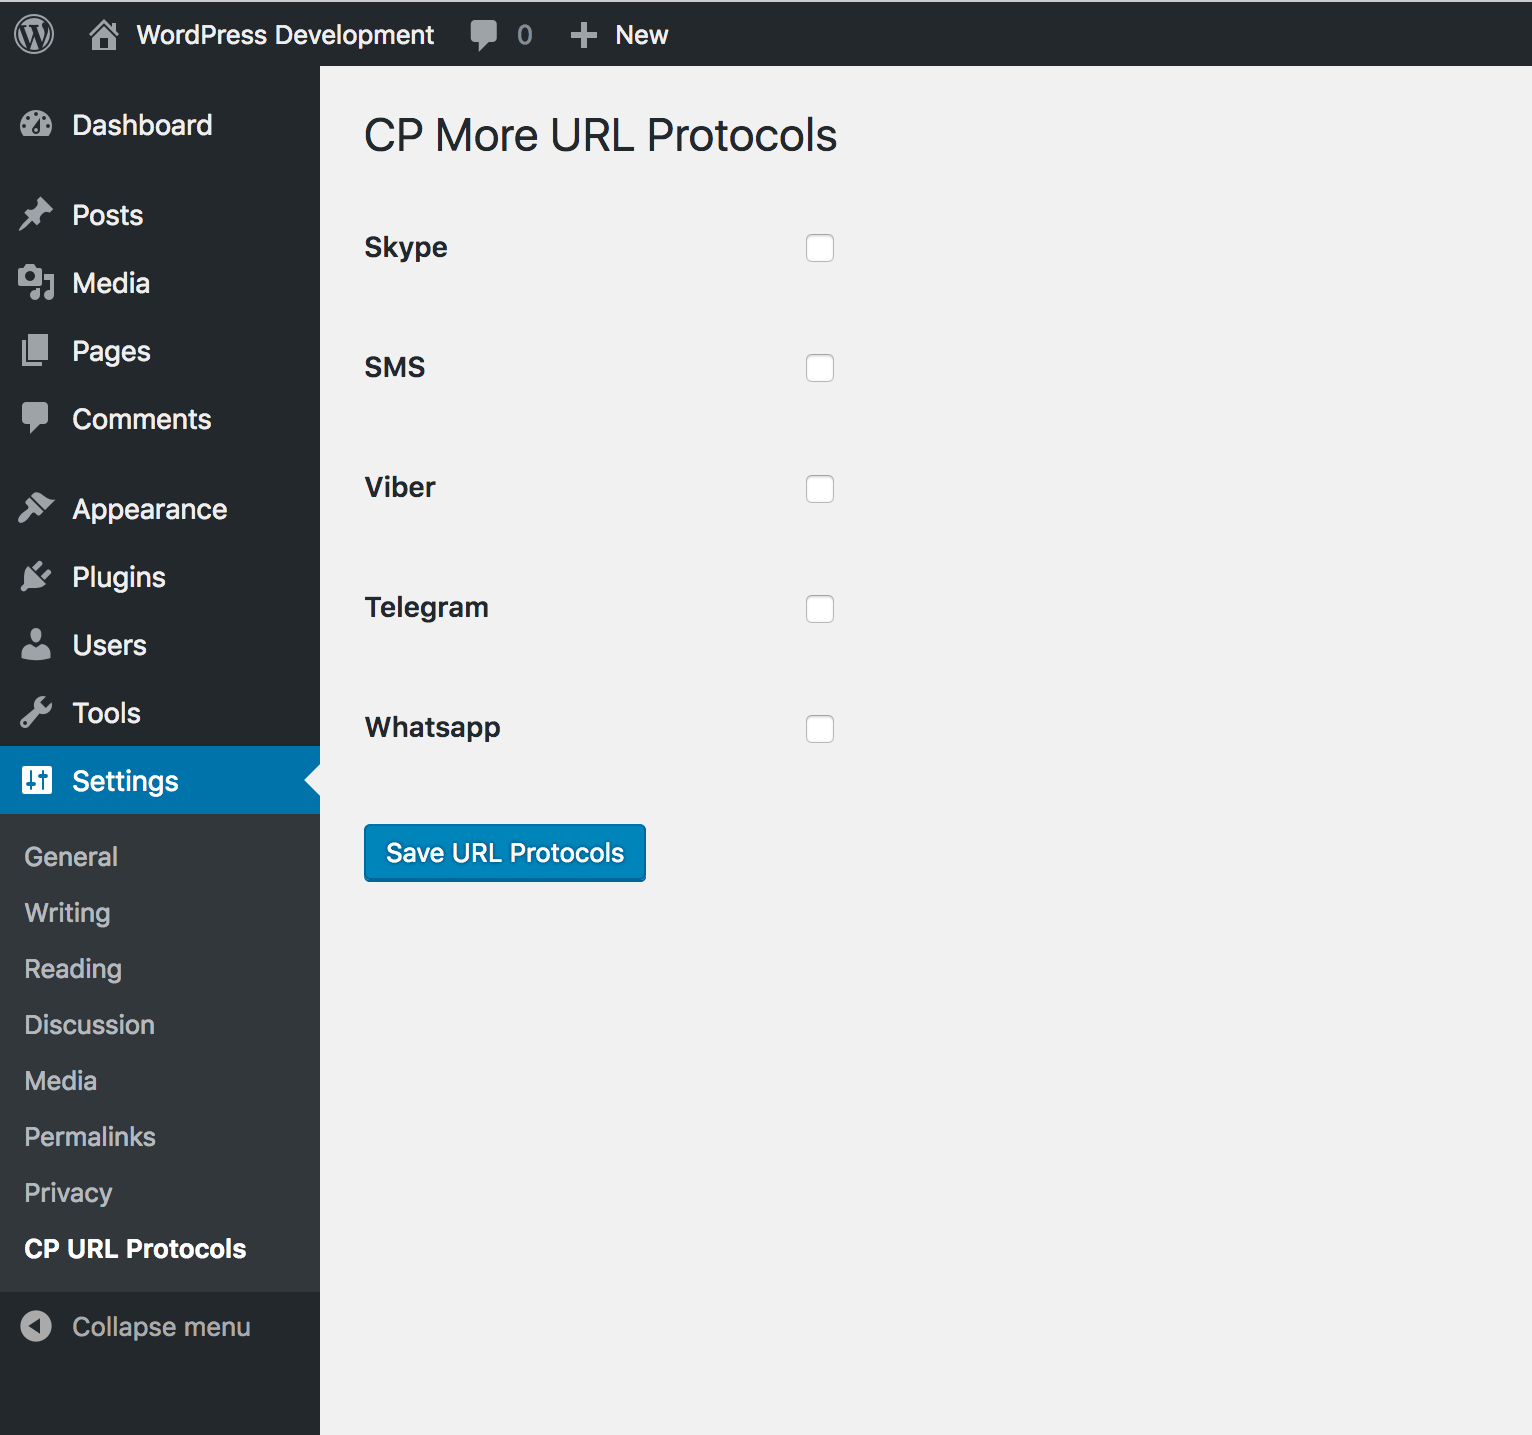 WordPress Development 0 New
Dashboard
Posts
Media
Pages
Comments
Appearance
Plugins
Users
Tools
Settings
General
Writing
Reading
Discussion
Media
Permalinks
Privacy
CP URL Protocols
Collapse menu
CP More URL Protocols
Skype
SMS
Viber
Telegram
Whatsapp
Save URL Protocols